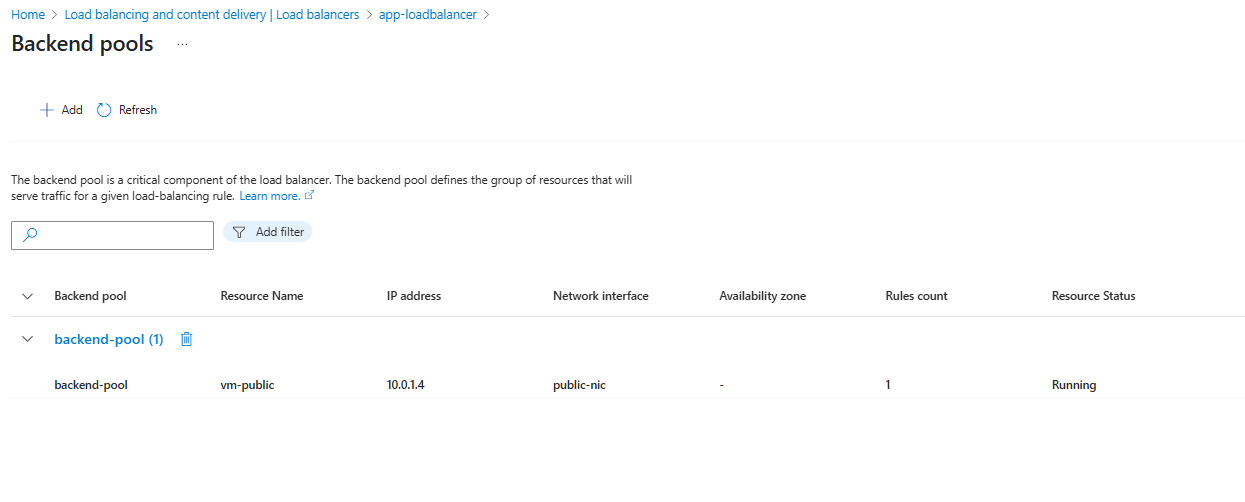 Home > Load balancing and content delivery | Load balancers > app-loadbalancer >
Backend pools ...
+ Add Refresh
The backend pool is a critical component of the load balancer. The backend pool defines the group of resources that will
serve traffic for a given load-balancing rule. Learn more.
Add filter
Backend pool Resource Name IP address Network interface Availability zone Rules count Resource Status
backend-pool (1)
backend-pool vm-public 10.0.1.4 public-nic - 1 Running